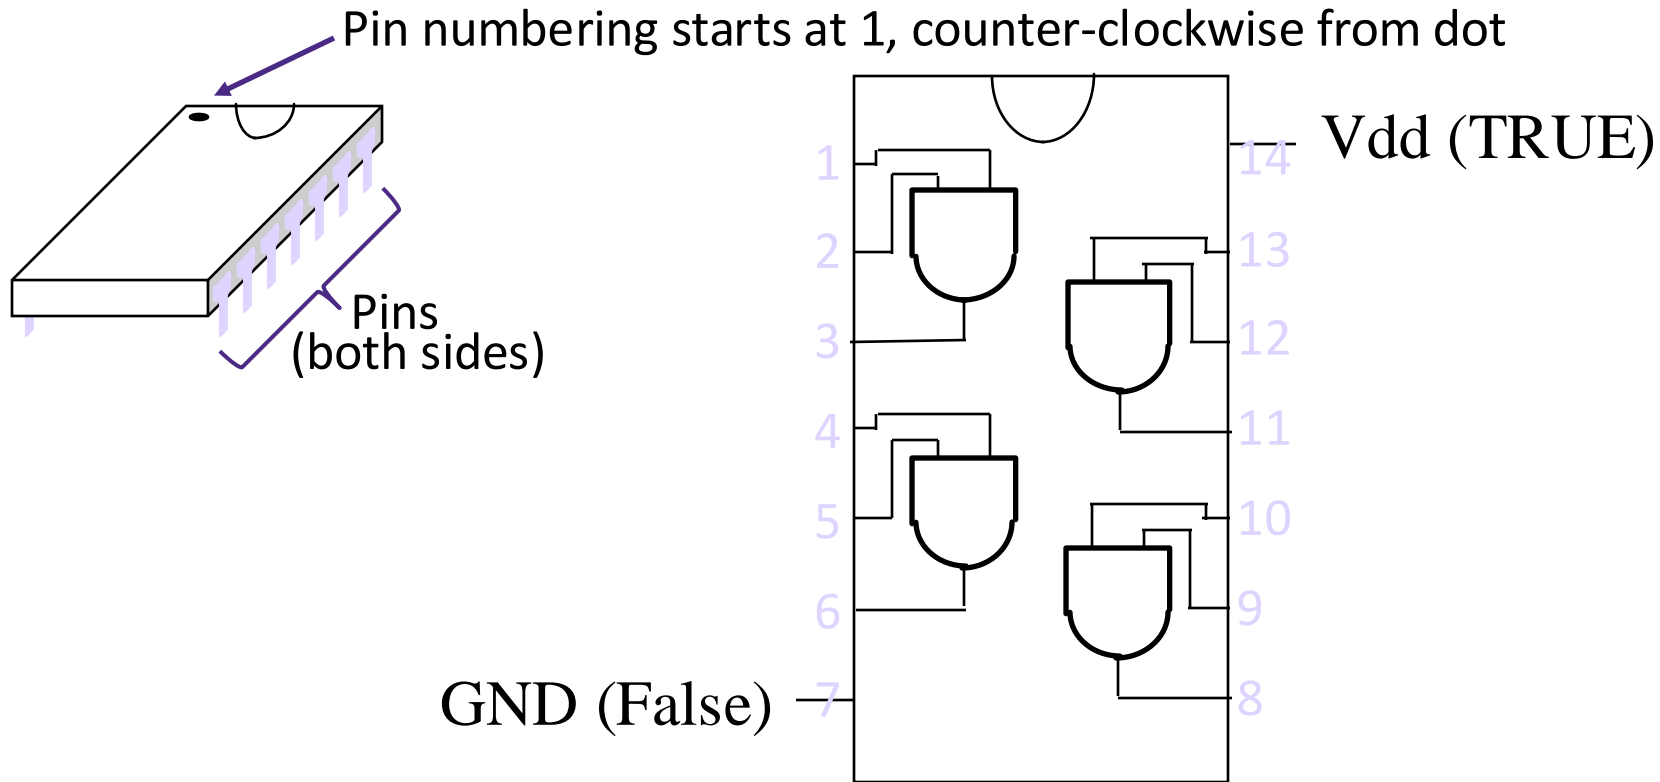 Pin numbering starts at 1, counter-clockwise from dot
Pins
(both sides)
1
2
3
4
5
6
GND (False)
7
Vdd (TRUE)
14
13
12
11
10
9
8